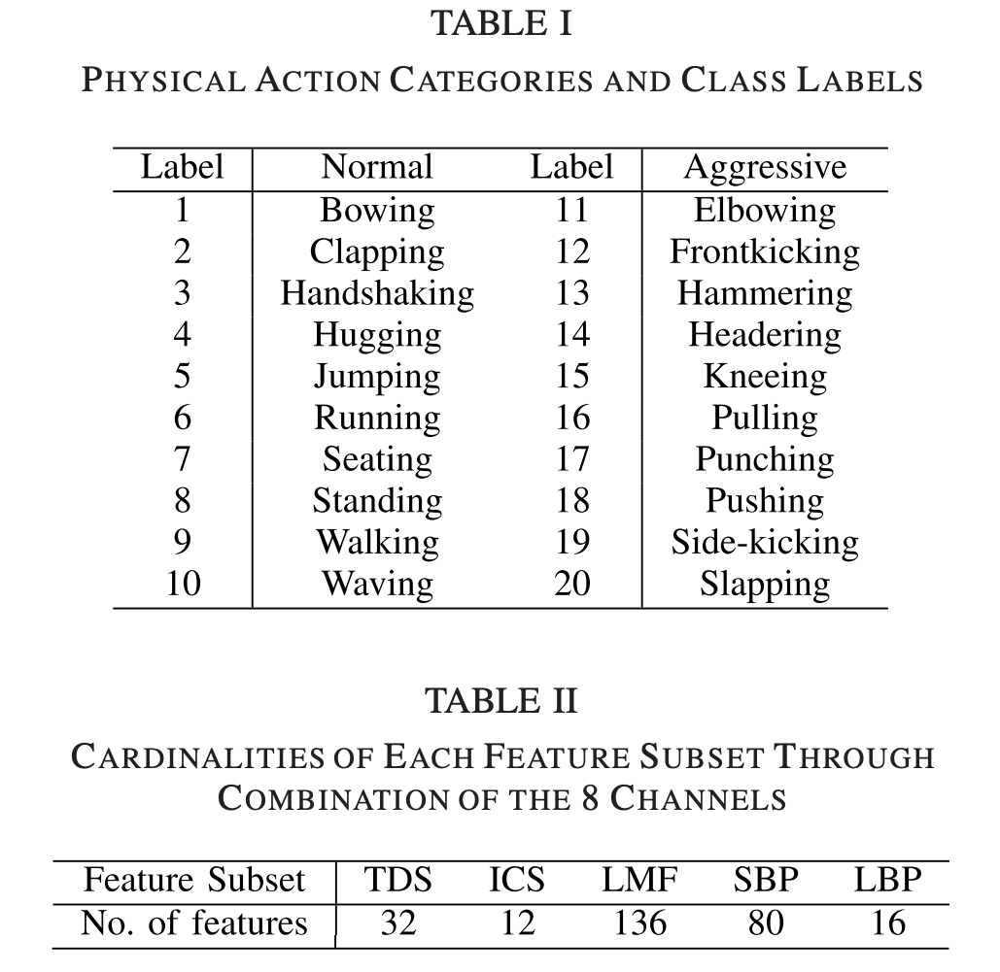 TABLE I
PHYSICAL ACTION CATEGORIES AND CLASS LABELS
Label Normal Label Aggressive
1 Bowing 11 Elbowing
2 Clapping 12 Frontkicking
3 Handshaking 13 Hammering
4 Hugging 14 Headering
5 Jumping 15 Kneeing
6 Running 16 Pulling
7 Seating 17 Punching
8 Standing 18 Pushing
9 Walking 19 Side-kicking
10 Waving 20 Slapping
TABLE II
CARDINALITIES OF EACH FEATURE SUBSET THROUGH
COMBINATION OF THE 8 CHANNELS
Feature Subset TDS ICS LMF SBP LBP
No. of features 32 12 136 80 16